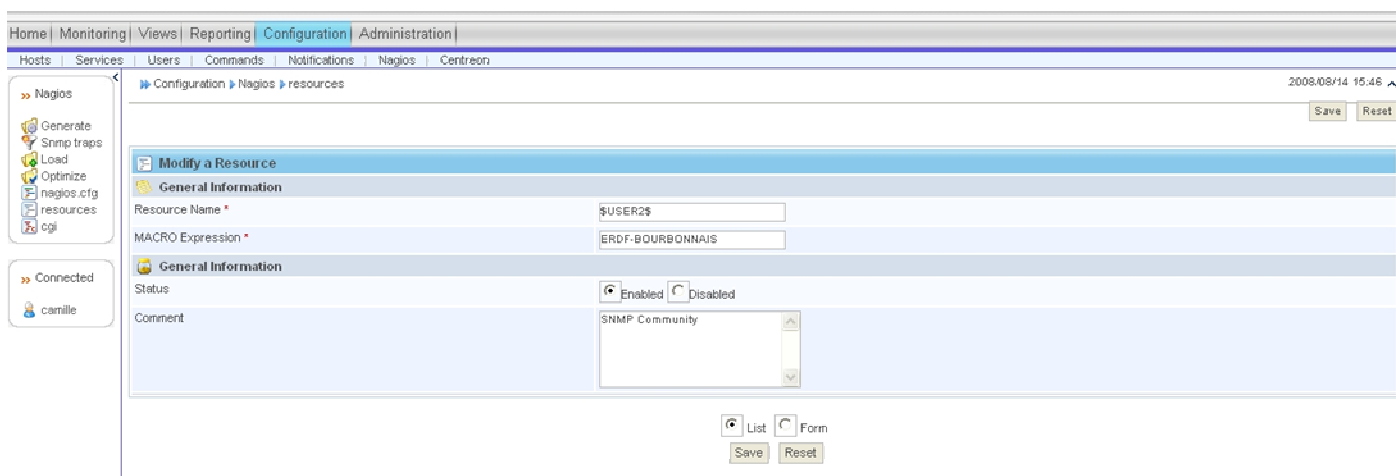 Home | Monitoring | Views | Reporting | Configuration | Administration |
Hosts | Services | Users | Commands | Notifications | Nagios | Centreon
Configuration Nagios resources
2008/08/14 15:46
Nagios
Generate
Snmp traps
Load
Optimize
nagios.cfg
resources
cgi
Connected
camille
Save Reset
Modify a Resource
General Information
Resource Name * $USER2$
MACRO Expression * ERDF-BOURBONNAIS
General Information
Status Enabled Disabled
Comment SNMP Community
List Form
Save Reset